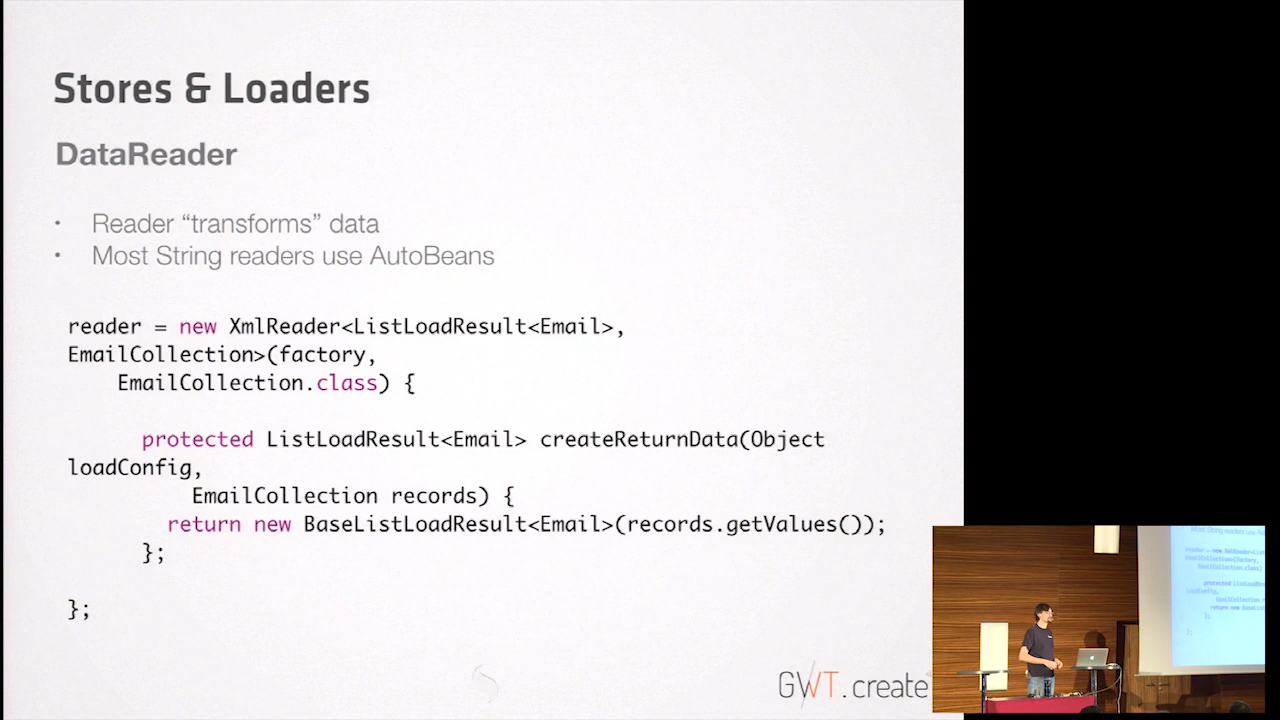 Stores & Loaders
DataReader
• Reader “transforms” data
• Most String readers use AutoBeans
reader = new XmlReader<ListLoadResult<Email>,
EmailCollection>(factory,
EmailCollection.class) {
protected ListLoadResult<Email> createReturnData(Object
loadConfig,
EmailCollection records) {
return new BaseListLoadResult<Email>(records.getValues());
};
};
GWT.create